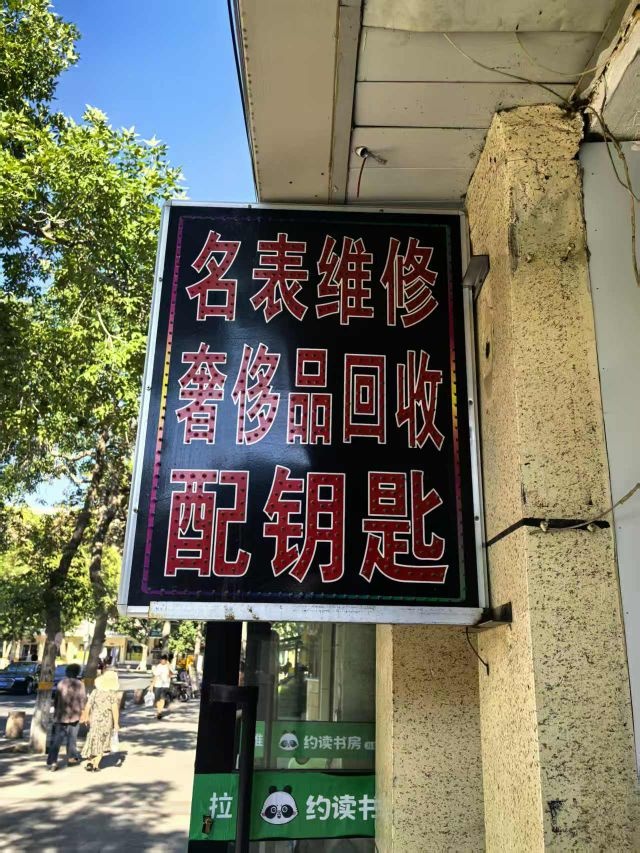 名表维修
奢侈品回收
配钥匙
约读书房
拉
约读书